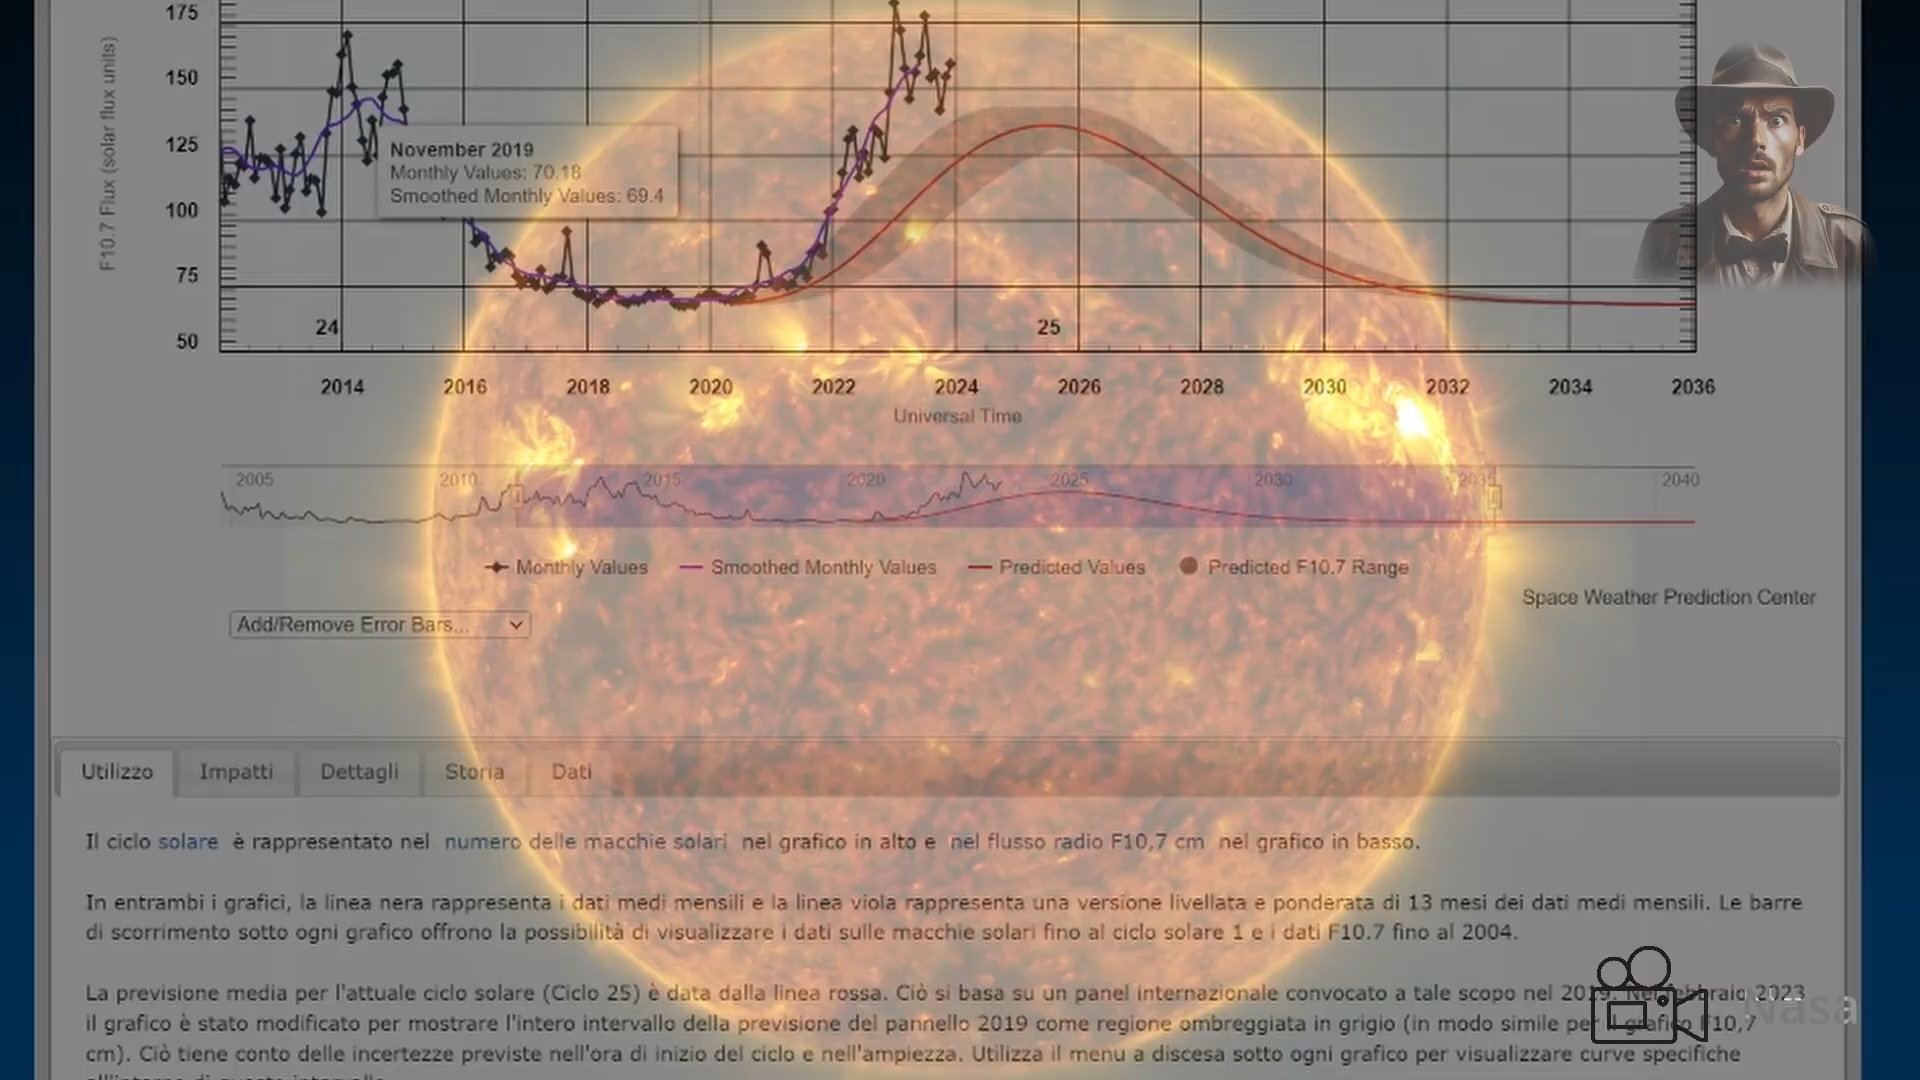 175
150
125
100
75
50
F10.7 Flux (solar flux units)
November 2019
Monthly Values: 70.18
Smoothed Monthly Values: 69.4
24
25
2014 2016 2018 2020 2022 2024 2026 2028 2030 2032 2034 2036
Universal Time
2005 2010 2015 2020 2025 2030 2035 2040
Monthly Values Smoothed Monthly Values Predicted Values Predicted F10.7 Range
Space Weather Prediction Center
Add/Remove Error Bars...
Utilizzo Impatti Dettagli Storia Dati
Il ciclo solare è rappresentato nel numero delle macchie solari nel grafico in alto e nel flusso radio F10,7 cm nel grafico in basso.
In entrambi i grafici, la linea nera rappresenta i dati medi mensili e la linea viola rappresenta una versione livellata e ponderata di 13 mesi dei dati medi mensili. Le barre
di scorrimento sotto ogni grafico offrono la possibilità di visualizzare i dati sulle macchie solari fino al ciclo solare 1 e i dati F10.7 fino al 2004.
La previsione media per l'attuale ciclo solare (Ciclo 25) è data dalla linea rossa. Ciò si basa su un panel internazionale convocato a tale scopo nel 2019. Nel febbraio 2023
il grafico è stato modificato per mostrare l'intero intervallo della previsione del pannello 2019 come regione ombreggiata in grigio (in modo simile per il grafico F10,7
cm). Ciò tiene conto delle incertezze previste nell'ora di inizio del ciclo e nell'ampiezza. Utilizza il menu a discesa sotto ogni grafico per visualizzare curve specifiche
Nasa